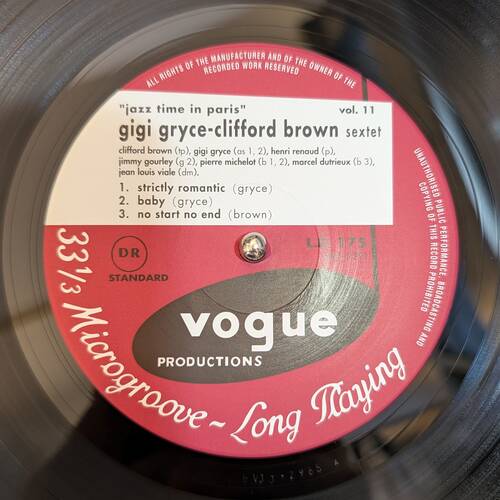 ALL RIGHTS OF THE MANUFACTURER AND OF THE OWNER OF THE
RECORDED WORK RESERVED
"jazz time in paris" vol. 11
gigi gryce-clifford brown sextet
clifford brown (tp), gigi gryce (as 1, 2), henri renaud (p),
jimmy gourley (g 2), pierre michelot (b 1, 2), marcel dutrieux (b 3),
jean louis viale (dm).
1. strictly romantic (gryce)
2. baby (gryce)
3. no start no end (brown)
UNAUTHORISED PUBLIC PERFORMANCE, BROADCASTING AND
COPYING OF THIS RECORD PROHIBITED
DR
STANDARD
175
vogue
PRODUCTIONS
33 1/3 Microgroove ~ Long Playing